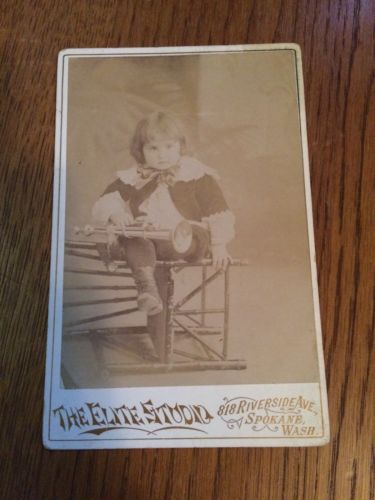 THE ELITE STUDIO
818 RIVERSIDE AVE.,
SPOKANE,
WASH.